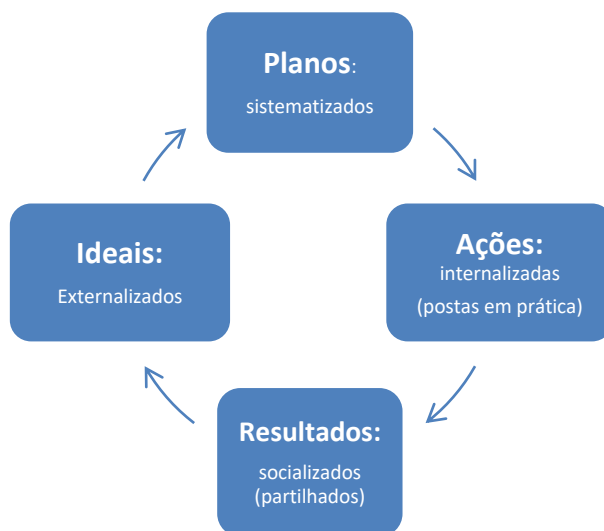 Planos:
sistematizados
Ações:
internalizadas
(postas em prática)
Resultados:
socializados
(partilhados)
Ideais:
Externalizados